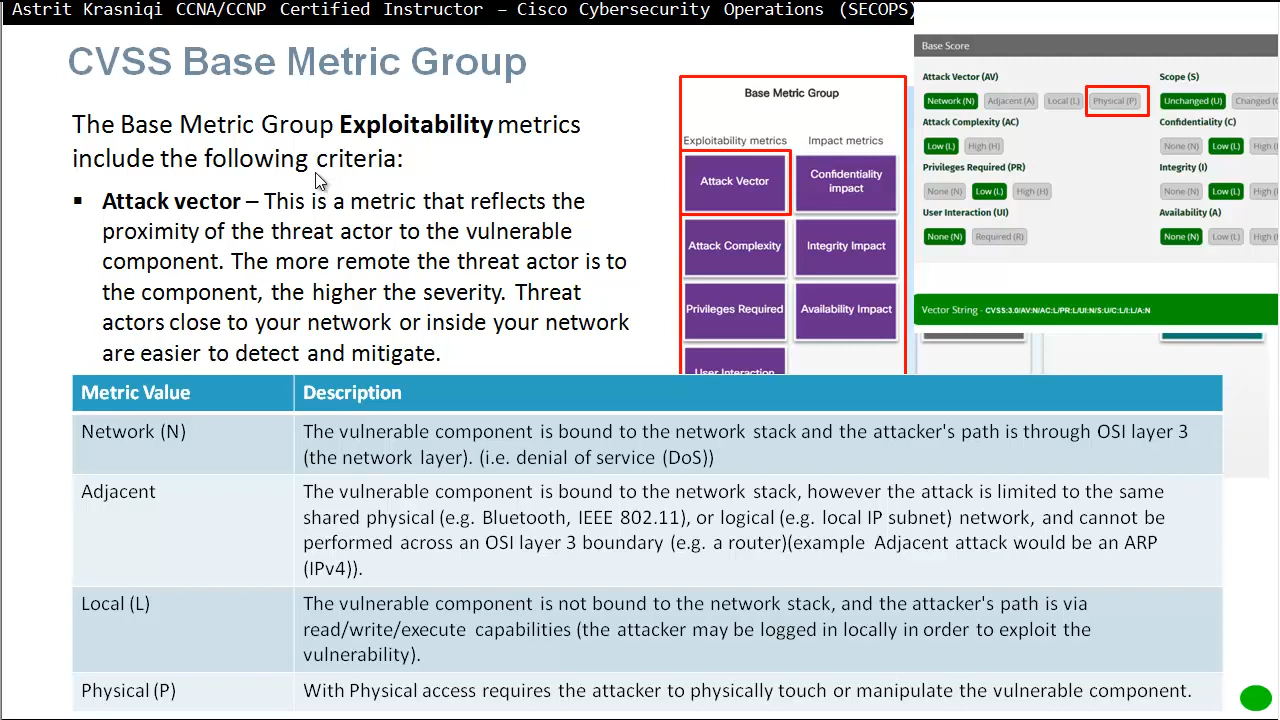 Astrit Krasniqi CCNA/CCNP Certified Instructor – Cisco Cybersecurity Operations (SECOPS)
CVSS Base Metric Group
The Base Metric Group Exploitability metrics
include the following criteria:
▪ Attack vector – This is a metric that reflects the
proximity of the threat actor to the vulnerable
component. The more remote the threat actor is to
the component, the higher the severity. Threat
actors close to your network or inside your network
are easier to detect and mitigate.
Base Metric Group
Exploitability metrics Impact metrics
Attack Vector
Confidentiality
impact
Attack Complexity
Integrity Impact
Privileges Required
Availability Impact
User Interaction
Base Score
Attack Vector (AV)
Network (N) Adjacent (A) Local (L) Physical (P)
Attack Complexity (AC)
Low (L) High (H)
Privileges Required (PR)
None (N) Low (L) High (H)
User Interaction (UI)
None (N) Required (R)
Scope (S)
Unchanged (U) Changed (
Confidentiality (C)
None (N) Low (L) High (
Integrity (I)
None (N) Low (L) High (
Availability (A)
None (N) Low (L) High (
Vector String - CVSS:3.0/AV:N/AC:L/PR:L/UI:N/S:U/C:L/I:L/A:N
Metric Value Description
Network (N) The vulnerable component is bound to the network stack and the attacker's path is through OSI layer 3
(the network layer). (i.e. denial of service (DoS))
Adjacent The vulnerable component is bound to the network stack, however the attack is limited to the same
shared physical (e.g. Bluetooth, IEEE 802.11), or logical (e.g. local IP subnet) network, and cannot be
performed across an OSI layer 3 boundary (e.g. a router)(example Adjacent attack would be an ARP
(IPv4)).
Local (L) The vulnerable component is not bound to the network stack, and the attacker's path is via
read/write/execute capabilities (the attacker may be logged in locally in order to exploit the
vulnerability).
Physical (P) With Physical access requires the attacker to physically touch or manipulate the vulnerable component.